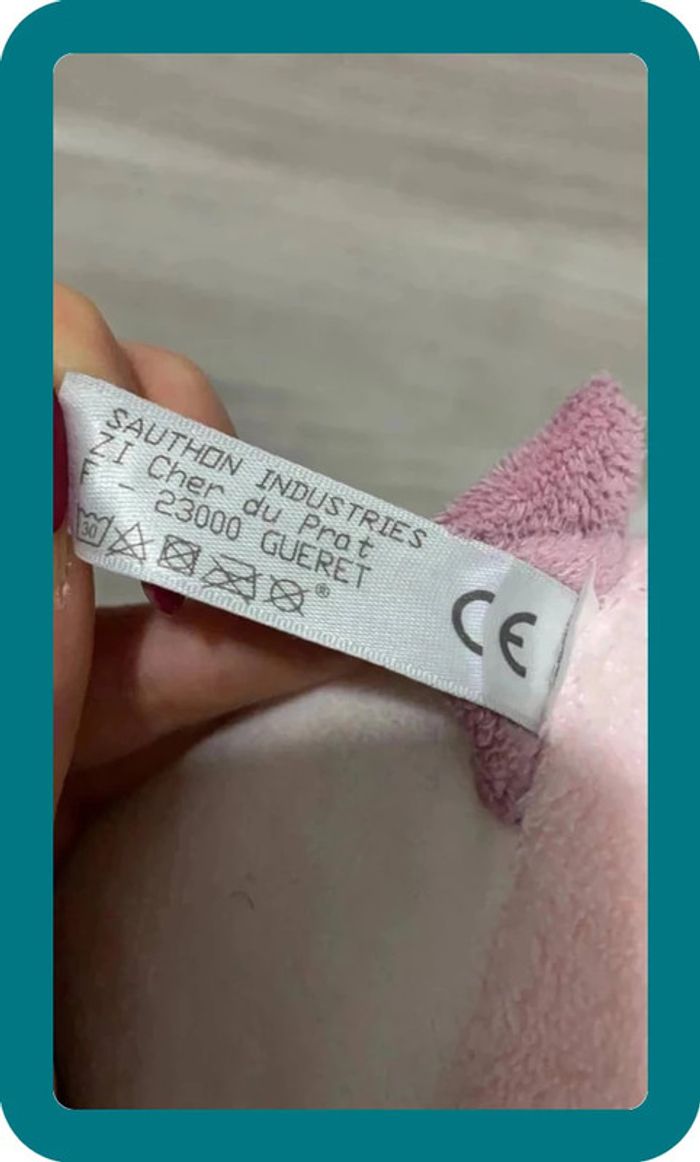 SAUTHON INDUSTRIES
ZI Cher du Prat
F - 23000 GUERET
30
®
CE